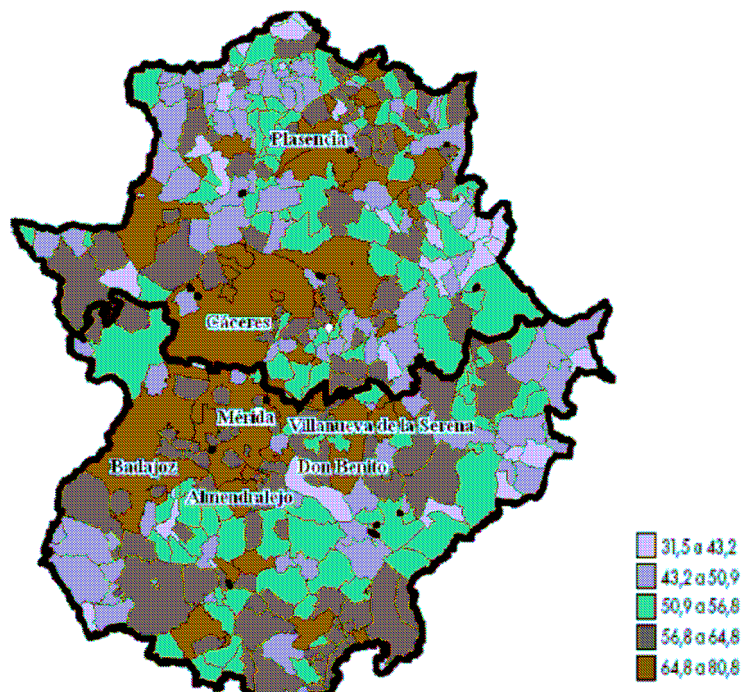 Plasencia
Cáceres
Mérida
Villanueva de la Serena
Badajoz
Don Benito
Almendralejo
31,5 a 43,2
43,2 a 50,9
50,9 a 56,8
56,8 a 64,8
64,8 a 80,8